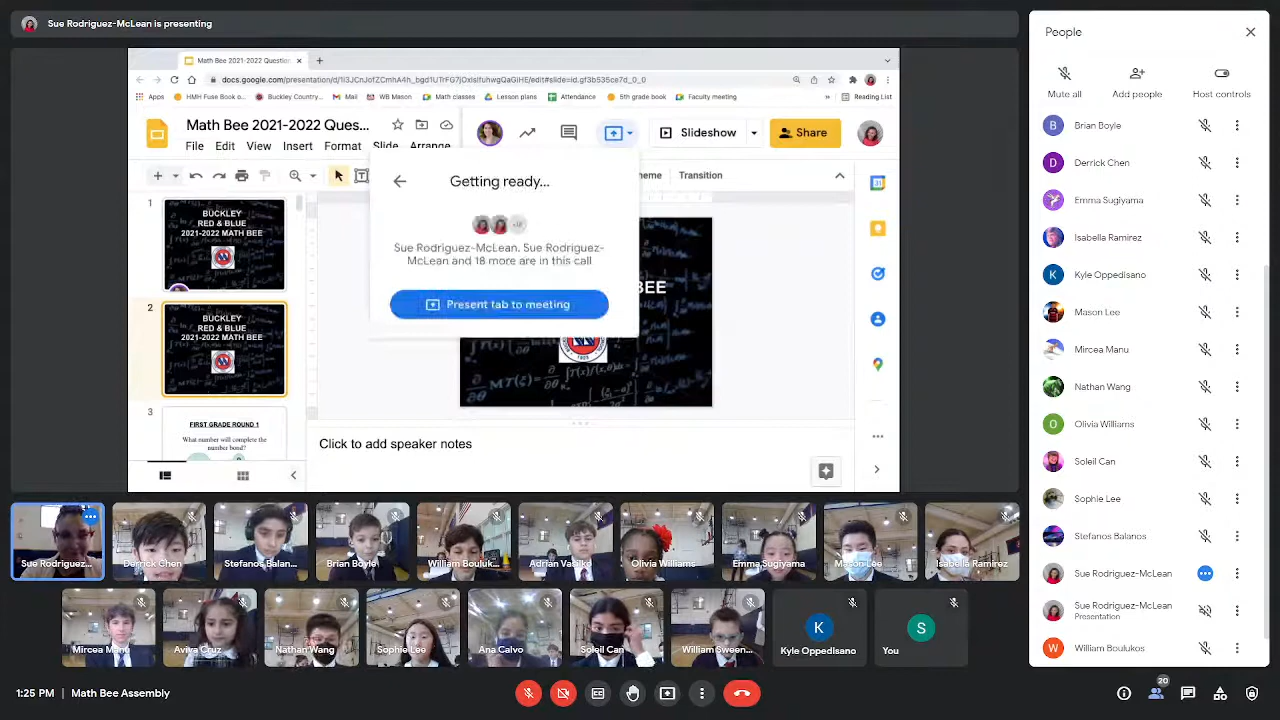 Sue Rodriguez-McLean is presenting
Math Bee 2021-2022 Question
docs.google.com/presentation/d/1I3JCnJofZCmhA4h_bgd1UTrFG7jOxlslfuhwgQaGiHE/edit#slide=id.gf3b535ce7d_0_0
Apps HMH Fuse Book o... Buckley Country... Mail WB Mason Math classes Lesson plans Attendance 5th grade book Faculty meeting » Reading List
Math Bee 2021-2022 Ques...
Slideshow
Share
File Edit View Insert Format Slide Arrange
heme Transition
Getting ready...
+18
Sue Rodriguez-McLean, Sue Rodriguez-
McLean and 18 more are in this call
Present tab to meeting
1
BUCKLEY
RED & BLUE
2021-2022 MATH BEE
2
BUCKLEY
RED & BLUE
2021-2022 MATH BEE
BEE
3
FIRST GRADE ROUND 1
What number will complete the
number bond?
Click to add speaker notes
Sue Rodriguez...
Derrick Chen
Stefanos Balan...
Brian Boyle
William Bouluk...
Adrian Vasilko
Olivia Williams
Emma Sugiyama
Mason Lee
Isabella Ramirez
Mircea Manu
Avira Cruz
Nathan Wang
Sophie Lee
Ana Calvo
Soleil Can
William Sween...
K
Kyle Oppedisano
S
You
1:25 PM | Math Bee Assembly
People
Mute all
Add people
Host controls
B Brian Boyle
D Derrick Chen
Emma Sugiyama
Isabella Ramirez
K Kyle Oppedisano
Mason Lee
Mircea Manu
Nathan Wang
O Olivia Williams
Soleil Can
Sophie Lee
Stefanos Balanos
Sue Rodriguez-McLean
Sue Rodriguez-McLean
Presentation
W William Boulukos
20